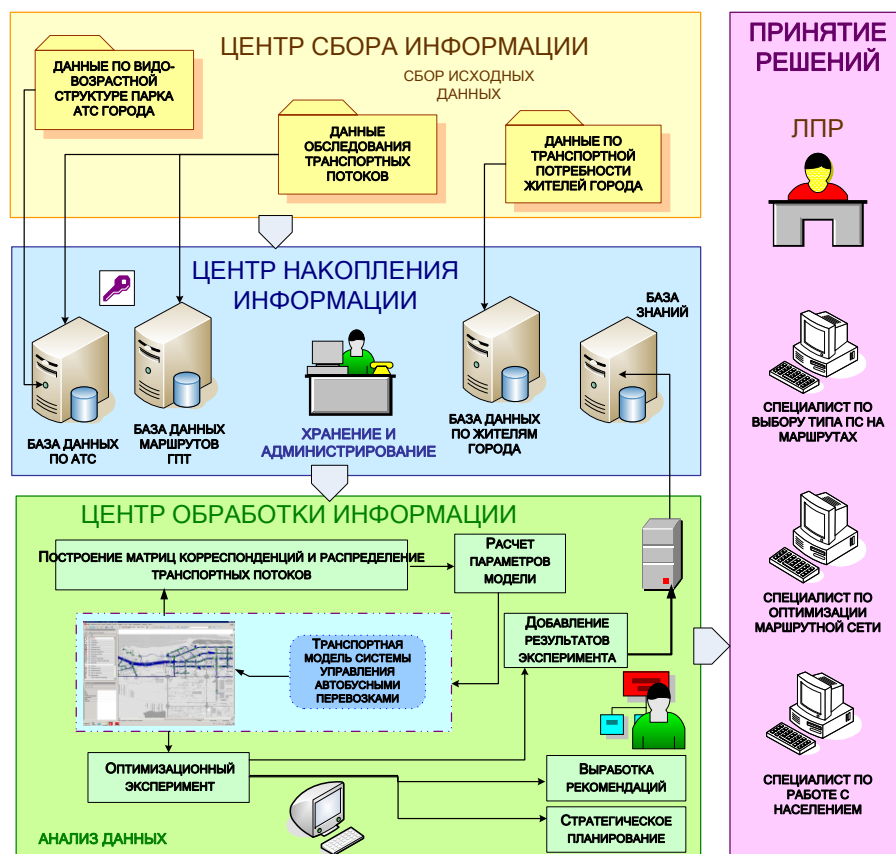 ЦЕНТР СБОРА ИНФОРМАЦИИ
СБОР ИСХОДНЫХ
ДАННЫХ
ДАННЫЕ ПО ВИДО-
ВОЗРАСТНОЙ
СТРУКТУРЕ ПАРКА
АТС ГОРОДА
ДАННЫЕ
ОБСЛЕДОВАНИЯ
ТРАНСПОРТНЫХ
ПОТОКОВ
ДАННЫЕ ПО
ТРАНСПОРТНОЙ
ПОТРЕБНОСТИ
ЖИТЕЛЕЙ ГОРОДА
ЦЕНТР НАКОПЛЕНИЯ
ИНФОРМАЦИИ
БАЗА
ЗНАНИЙ
БАЗА ДАННЫХ
ПО АТС
БАЗА ДАННЫХ
МАРШРУТОВ
ГПТ
ХРАНЕНИЕ И
АДМИНИСТРИРОВАНИЕ
БАЗА ДАННЫХ
ПО ЖИТЕЛЯМ
ГОРОДА
ЦЕНТР ОБРАБОТКИ ИНФОРМАЦИИ
ПОСТРОЕНИЕ МАТРИЦ КОРРЕСПОНДЕНЦИЙ И РАСПРЕДЕЛЕНИЕ
ТРАНСПОРТНЫХ ПОТОКОВ
РАСЧЕТ
ПАРАМЕТРОВ
МОДЕЛИ
ТРАНСПОРТНАЯ
МОДЕЛЬ СИСТЕМЫ
УПРАВЛЕНИЯ
АВТОБУСНЫМИ
ПЕРЕВОЗКАМИ
ДОБАВЛЕНИЕ
РЕЗУЛЬТАТОВ
ЭКСПЕРИМЕНТА
ОПТИМИЗАЦИОННЫЙ
ЭКСПЕРИМЕНТ
ВЫРАБОТКА
РЕКОМЕНДАЦИЙ
СТРАТЕГИЧЕСКОЕ
ПЛАНИРОВАНИЕ
АНАЛИЗ ДАННЫХ
ПРИНЯТИЕ
РЕШЕНИЙ
ЛПР
СПЕЦИАЛИСТ ПО
ВЫБОРУ ТИПА ПС НА
МАРШРУТАХ
СПЕЦИАЛИСТ ПО
ОПТИМИЗАЦИИ
МАРШРУТНОЙ СЕТИ
СПЕЦИАЛИСТ ПО
РАБОТЕ С
НАСЕЛЕНИЕМ